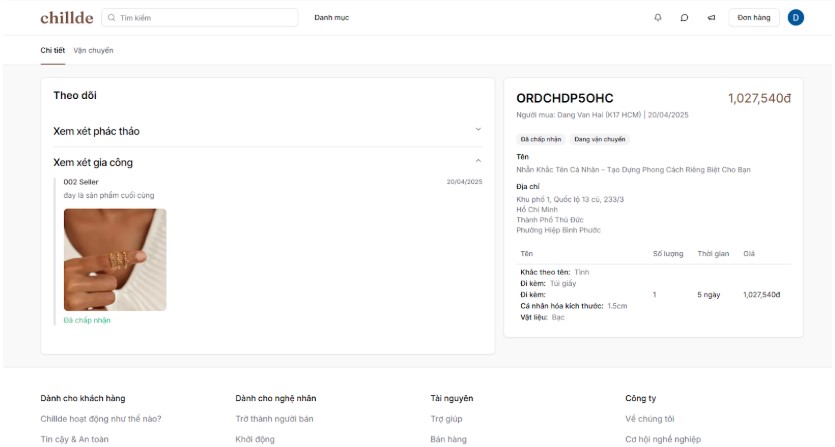 chillde
Tìm kiếm
Danh mục
Đơn hàng
D
Chi tiết
Vận chuyển
Theo dõi
Xem xét phác thảo
Xem xét gia công
002 Seller
20/04/2025
đay là sản phẩm cuối cùng
Đã chấp nhận
ORDCHDP5OHC
1,027,540đ
Người mua: Dang Van Hai (K17 HCM) | 20/04/2025
Đã chấp nhận
Đang vận chuyển
Tên
Nhẫn Khắc Tên Cá Nhân – Tạo Dựng Phong Cách Riêng Biệt Cho Bạn
Địa chỉ
Khu phố 1, Quốc lộ 13 cũ, 233/3
Hồ Chí Minh
Thành Phố Thủ Đức
Phường Hiệp Bình Phước
Tên Số lượng Thời gian Giá
Khắc theo tên: Tình
Đi kèm: Túi giấy
Đi kèm:
1 5 ngày 1,027,540đ
Cá nhân hóa kích thước: 1.5cm
Vật liệu: Bạc
Dành cho khách hàng
Chillde hoạt động như thế nào?
Tin cậy & An toàn
Dành cho nghệ nhân
Trở thành người bán
Khởi động
Tài nguyên
Trợ giúp
Bán hàng
Công ty
Về chúng tôi
Cơ hội nghề nghiệp